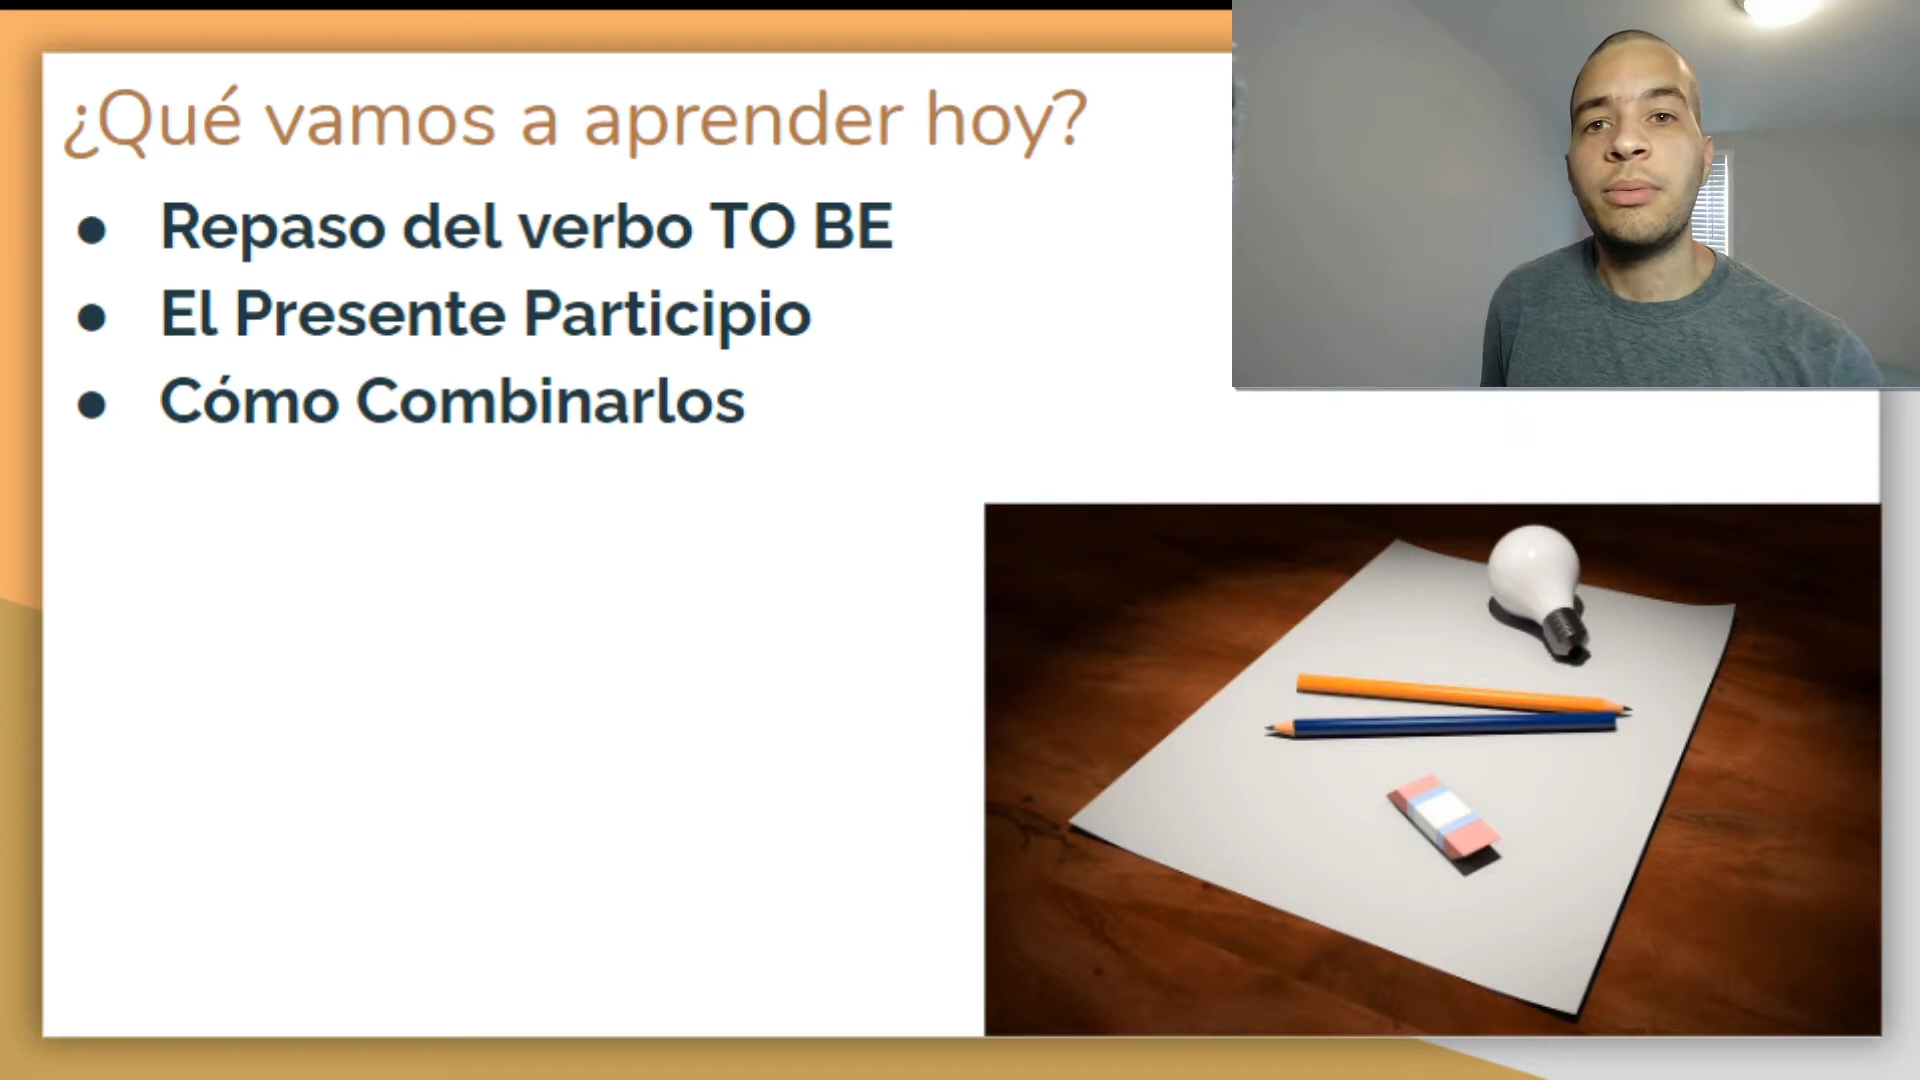 ¿Qué vamos a aprender hoy?
● Repaso del verbo TO BE
● El Presente Participio
● Cómo Combinarlos